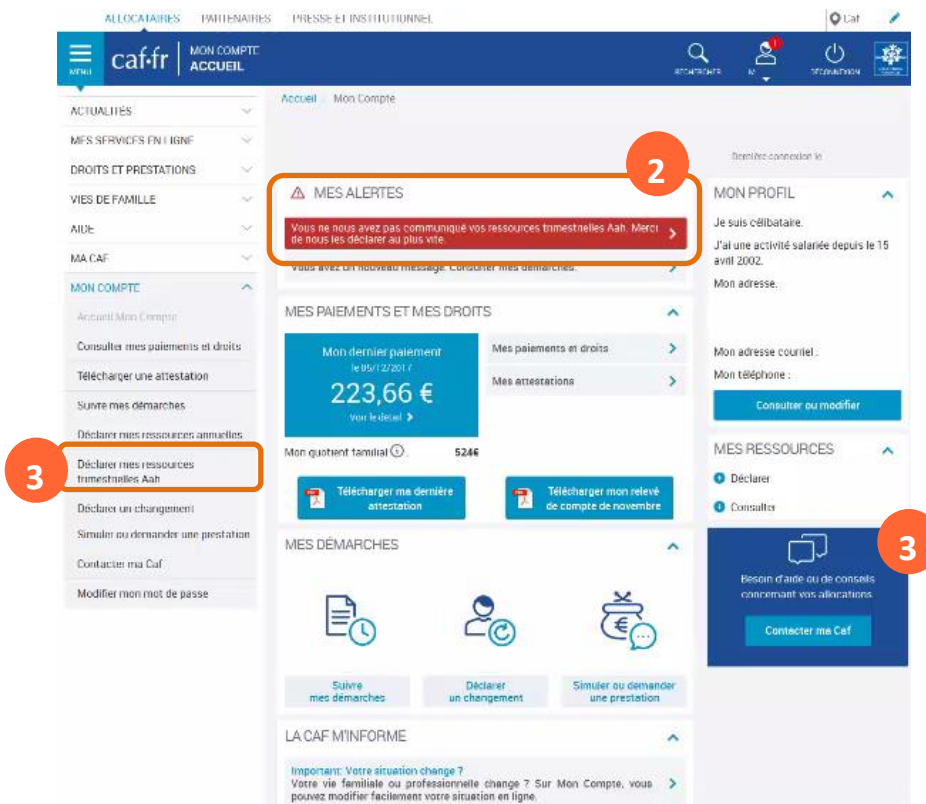 ALLOCATAIRES PARTENAIRES PRESSE ET INSTITUTIONNEL
Caf
MENU
caf.fr
MON COMPTE
ACCUEIL
RECHERCHER
M
1
DÉCONNEXION
Accueil Mon Compte
Dernière connexion le
ACTUALITÉS
MES SERVICES EN LIGNE
DROITS ET PRESTATIONS
VIES DE FAMILLE
AIDE
MA CAF
MON COMPTE
Accueil Mon Compte
Consulter mes paiements et droits
Télécharger une attestation
Suivre mes démarches
Déclarer mes ressources annuelles
3
Déclarer mes ressources
trimestrielles Aah
Déclarer un changement
Simuler ou demander une prestation
Contacter ma Caf
Modifier mon mot de passe
2
MES ALERTES
Vous ne nous avez pas communiqué vos ressources trimestrielles Aah. Merci
de nous les déclarer au plus vite.
Vous avez un nouveau message. Consulter mes démarches.
MES PAIEMENTS ET MES DROITS
Mon dernier paiement
le 05/12/2017
223,66 €
Voir le détail
Mes paiements et droits
Mes attestations
Mon quotient familial i : 524€
Télécharger ma dernière
attestation
Télécharger mon relevé
de compte de novembre
MES DÉMARCHES
Suivre
mes démarches
Déclarer
un changement
Simuler ou demander
une prestation
LA CAF M'INFORME
Important: Votre situation change ?
Votre vie familiale ou professionnelle change ? Sur Mon Compte, vous
pouvez modifier facilement votre situation en ligne.
MON PROFIL
Je suis célibataire.
J'ai une activité salariée depuis le 15
avril 2002.
Mon adresse.
Mon adresse courriel :
Mon téléphone :
Consulter ou modifier
MES RESSOURCES
Déclarer
Consulter
3
Besoin d'aide ou de conseils
concernant vos allocations
Contacter ma Caf